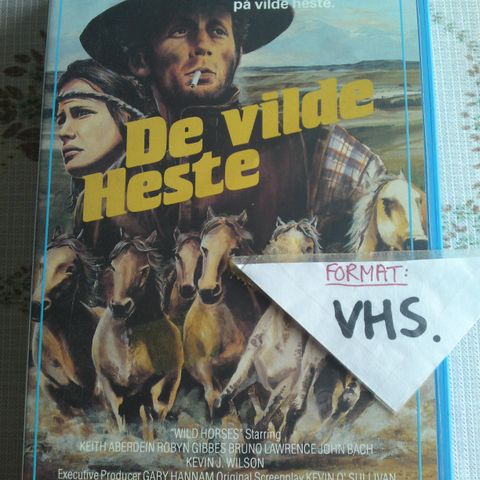 på vilde heste.
De vilde
Heste
FORMAT:
VHS.
"WILD HORSES" Starring
KEITH ABERDEIN ROBYN GIBBES BRUNO LAWRENCE JOHN BACH
KEVIN J. WILSON
Executive Producer GARY HANNAM Original Screenplay KEVIN O'SULLIVAN